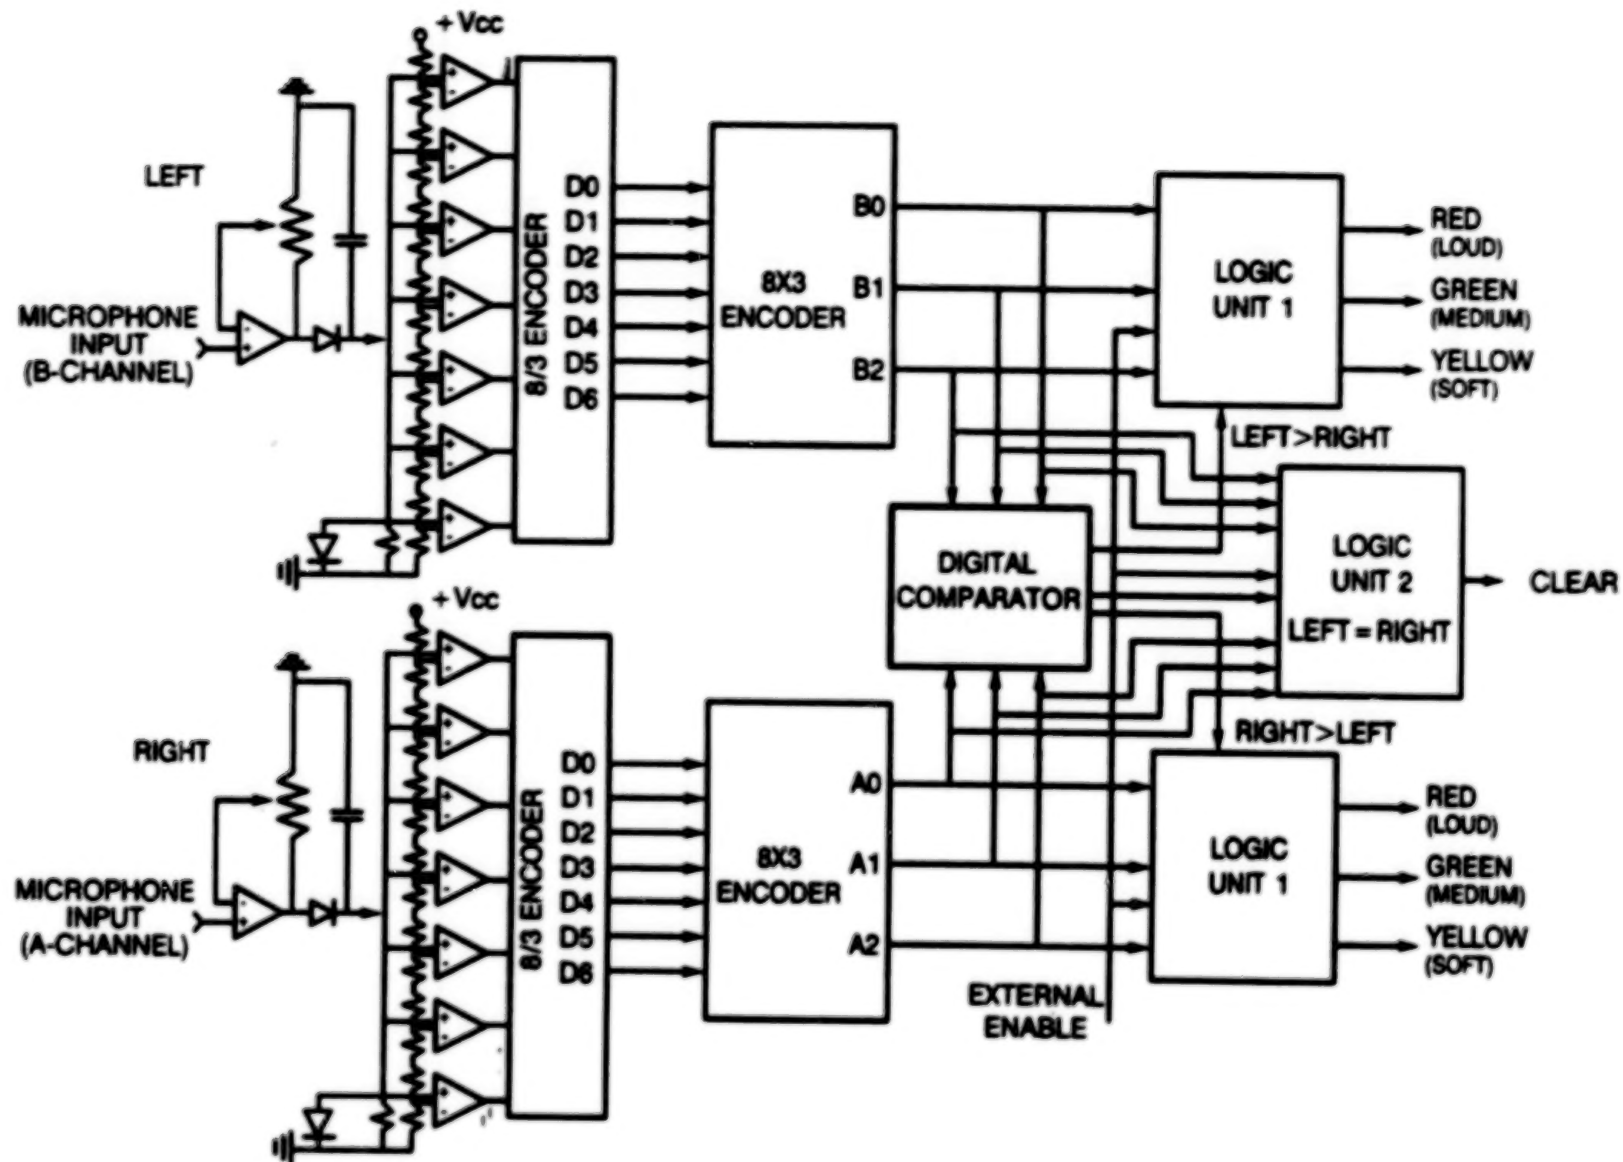 + Vcc
LEFT
MICROPHONE
INPUT
(B-CHANNEL)
8/3 ENCODER
D0
D1
D2
D3
D4
D5
D6
8X3
ENCODER
B0
B1
B2
LOGIC
UNIT 1
RED
(LOUD)
GREEN
(MEDIUM)
YELLOW
(SOFT)
LEFT>RIGHT
DIGITAL
COMPARATOR
LOGIC
UNIT 2
LEFT = RIGHT
CLEAR
+ Vcc
RIGHT
MICROPHONE
INPUT
(A-CHANNEL)
8/3 ENCODER
D0
D1
D2
D3
D4
D5
D6
8X3
ENCODER
A0
A1
A2
RIGHT>LEFT
LOGIC
UNIT 1
RED
(LOUD)
GREEN
(MEDIUM)
YELLOW
(SOFT)
EXTERNAL
ENABLE